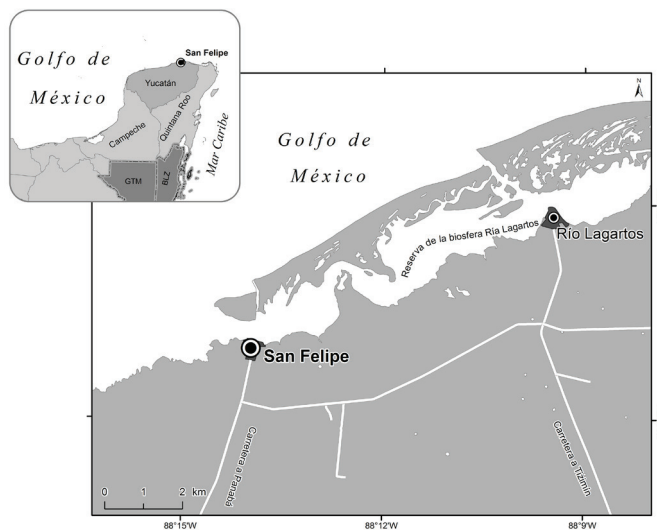 Golfo de
México
San Felipe
Yucatán
Campeche
Quintana Roo
Mar Caribe
GTM
BLZ
N
Golfo de
México
Reserva de la biosfera Ría Lagartos
Río Lagartos
San Felipe
Carretera a Panabá
Carretera a Tizimín
0 1 2 km
88°15'W 88°12'W 88°9'W